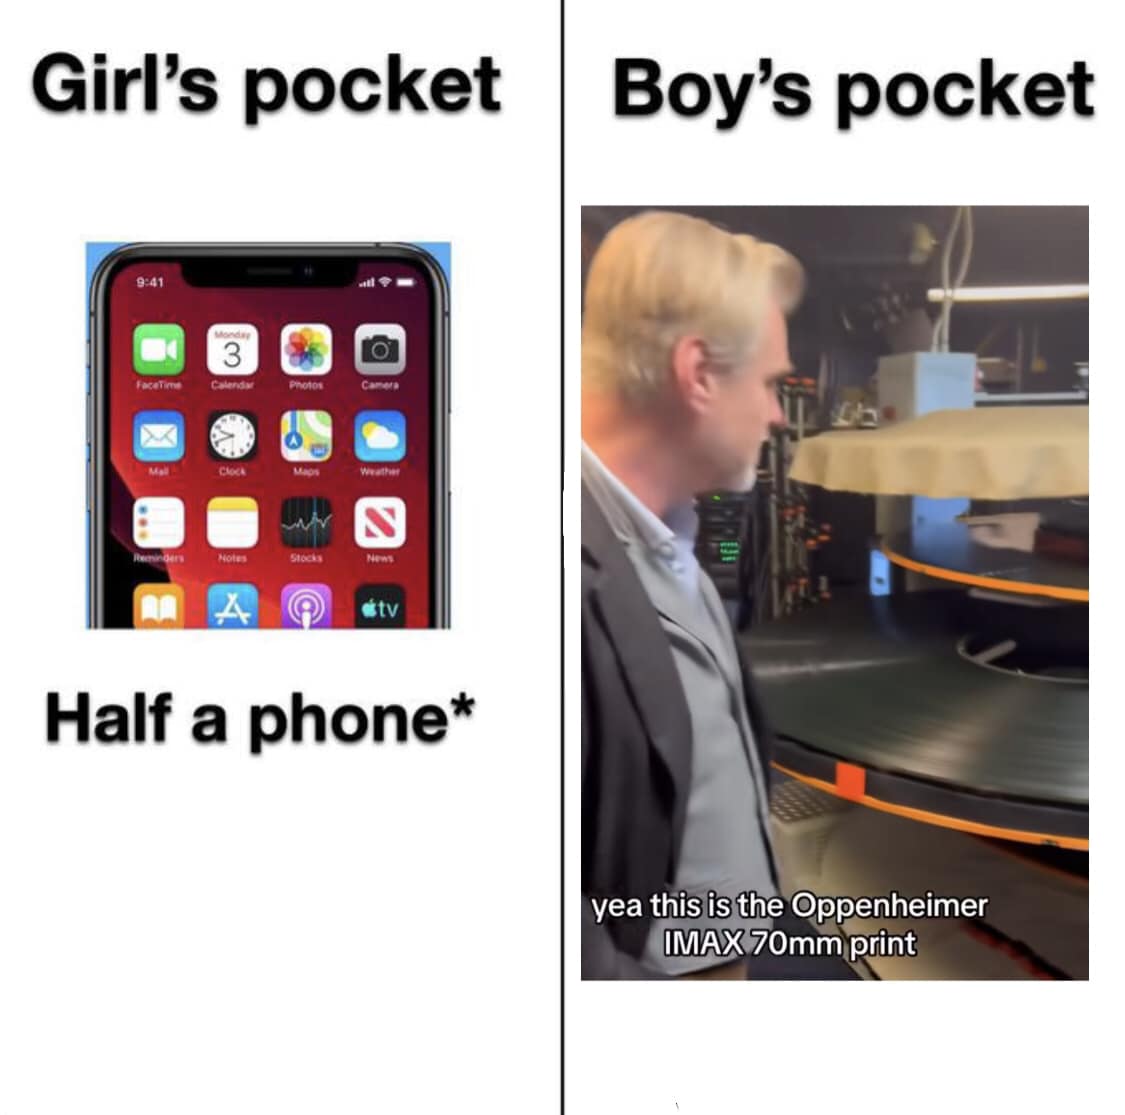 Girl's pocket
Boy's pocket
9:41
Monday
3
FaceTime Calendar Photos Camera
Mail Clock Maps Weather
Reminders Notes Stocks News
tv
Half a phone*
yea this is the Oppenheimer
IMAX 70mm print